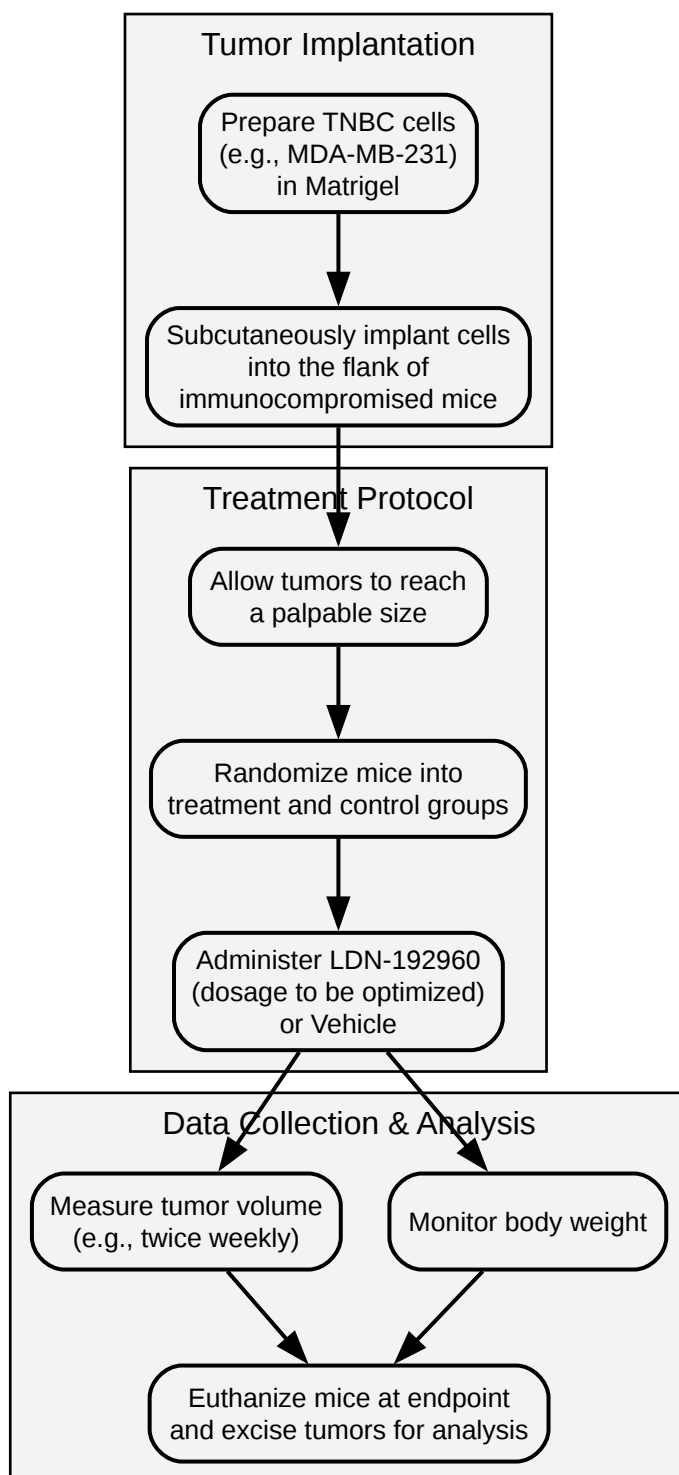 Tumor Implantation
Prepare TNBC cells
(e.g., MDA-MB-231)
in Matrigel
Subcutaneously implant cells
into the flank of
immunocompromised mice
Treatment Protocol
Allow tumors to reach
a palpable size
Randomize mice into
treatment and control groups
Administer LDN-192960
(dosage to be optimized)
or Vehicle
Data Collection & Analysis
Measure tumor volume
(e.g., twice weekly)
Monitor body weight
Euthanize mice at endpoint
and excise tumors for analysis